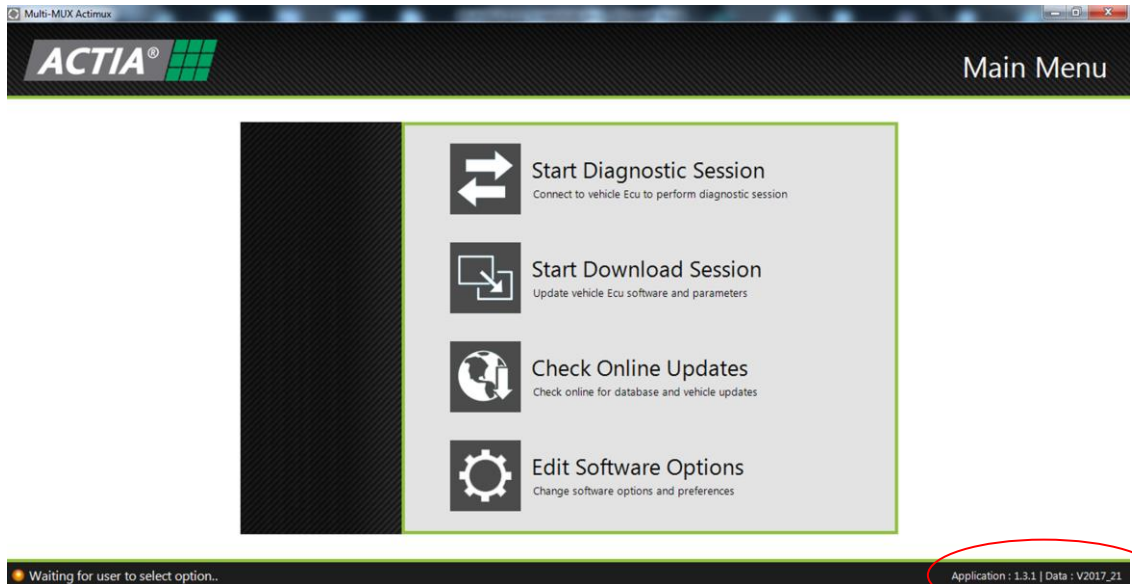 Multi-MUX Actimux
ACTIA®
Main Menu
Start Diagnostic Session
Connect to vehicle Ecu to perform diagnostic session
Start Download Session
Update vehicle Ecu software and parameters
Check Online Updates
Check online for database and vehicle updates
Edit Software Options
Change software options and preferences
Waiting for user to select option..
Application : 1.3.1 | Data : V2017_21